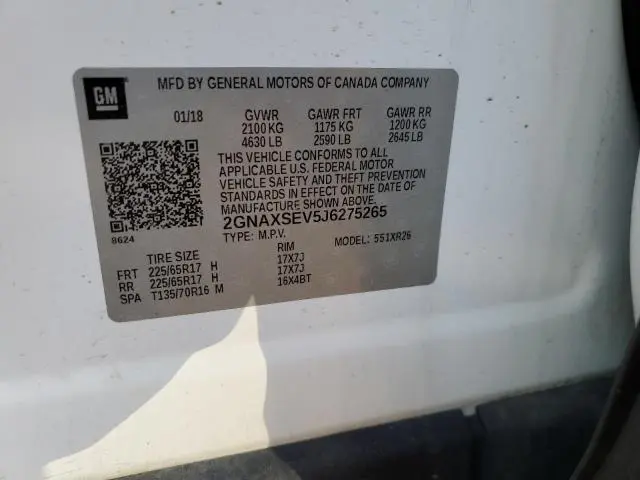 GM
MFD BY GENERAL MOTORS OF CANADA COMPANY
01/18 GVWR GAWR FRT GAWR RR
2100 KG 1175 KG 1200 KG
4630 LB 2590 LB 2645 LB
THIS VEHICLE CONFORMS TO ALL
APPLICABLE U.S. FEDERAL MOTOR
VEHICLE SAFETY AND THEFT PREVENTION
STANDARDS IN EFFECT ON THE DATE OF
MANUFACTURE SHOWN ABOVE.
2GNAXSEV5J6275265
8624 TYPE: M.P.V. MODEL: 551XR26
TIRE SIZE RIM
FRT 225/65R17 H 17X7J
RR 225/65R17 H 17X7J
SPA T135/70R16 M 16X4BT